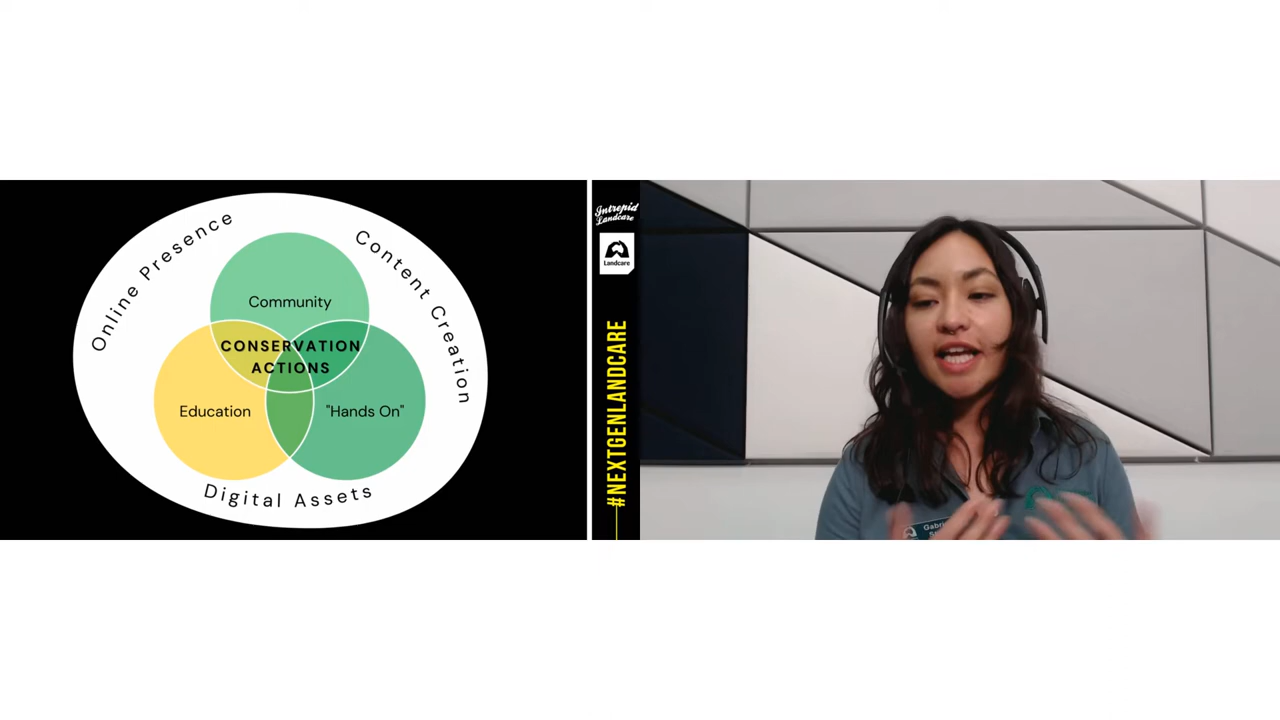 Online Presence
Content Creation
Community
CONSERVATION
ACTIONS
Education
"Hands On"
Digital Assets
Intrepid
Landcare
Landcare
#NEXTGENLANDCARE